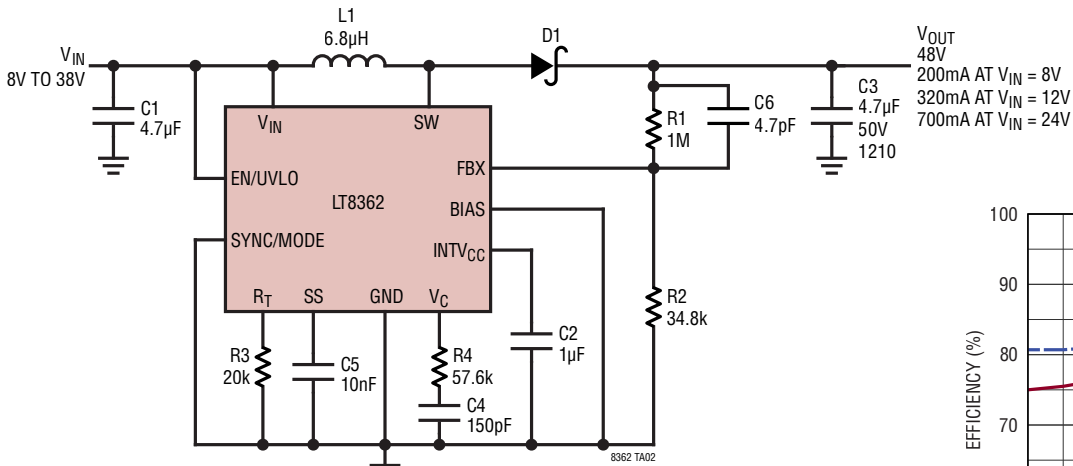 L1
6.8µH
D1
VIN
8V TO 38V
VOUT
48V
200mA AT VIN = 8V
320mA AT VIN = 12V
700mA AT VIN = 24V
C1
4.7µF
VIN
SW
R1
1M
C6
4.7pF
C3
4.7µF
50V
1210
FBX
EN/UVLO
LT8362
BIAS
SYNC/MODE
INTVCC
RT
SS
GND
VC
R2
34.8k
C2
1µF
R3
20k
C5
10nF
R4
57.6k
C4
150pF
8362 TA02
100
90
80
70
EFFICIENCY (%)